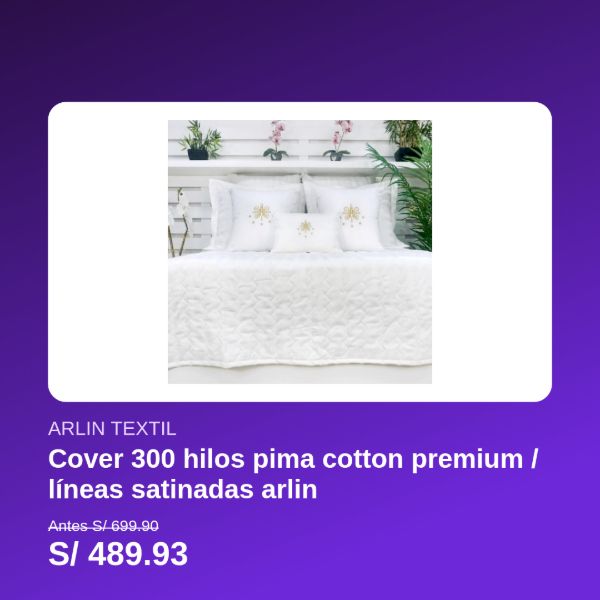 ARLIN TEXTIL
Cover 300 hilos pima cotton premium /
líneas satinadas arlin
Antes S/ 699.90
S/ 489.93